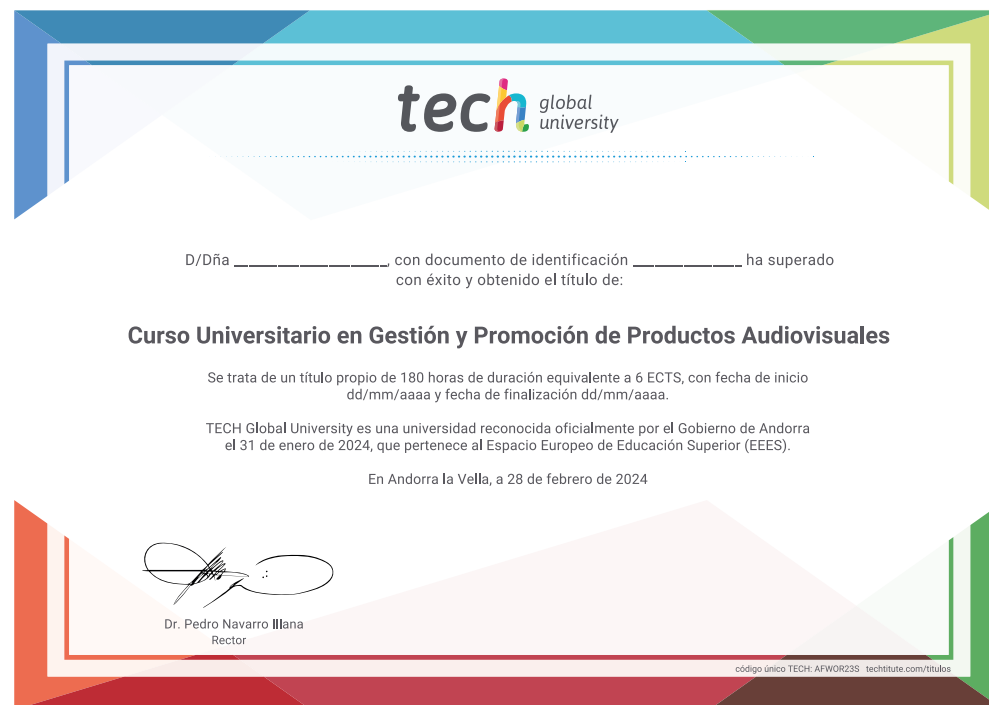 tech global university
D/Dña _____________________, con documento de identificación _______________ ha superado
con éxito y obtenido el título de:
Curso Universitario en Gestión y Promoción de Productos Audiovisuales
Se trata de un título propio de 180 horas de duración equivalente a 6 ECTS, con fecha de inicio
dd/mm/aaaa y fecha de finalización dd/mm/aaaa.
TECH Global University es una universidad reconocida oficialmente por el Gobierno de Andorra
el 31 de enero de 2024, que pertenece al Espacio Europeo de Educación Superior (EEES).
En Andorra la Vella, a 28 de febrero de 2024
Dr. Pedro Navarro Illana
Rector
código único TECH: AFWOR23S techtitute.com/titulos